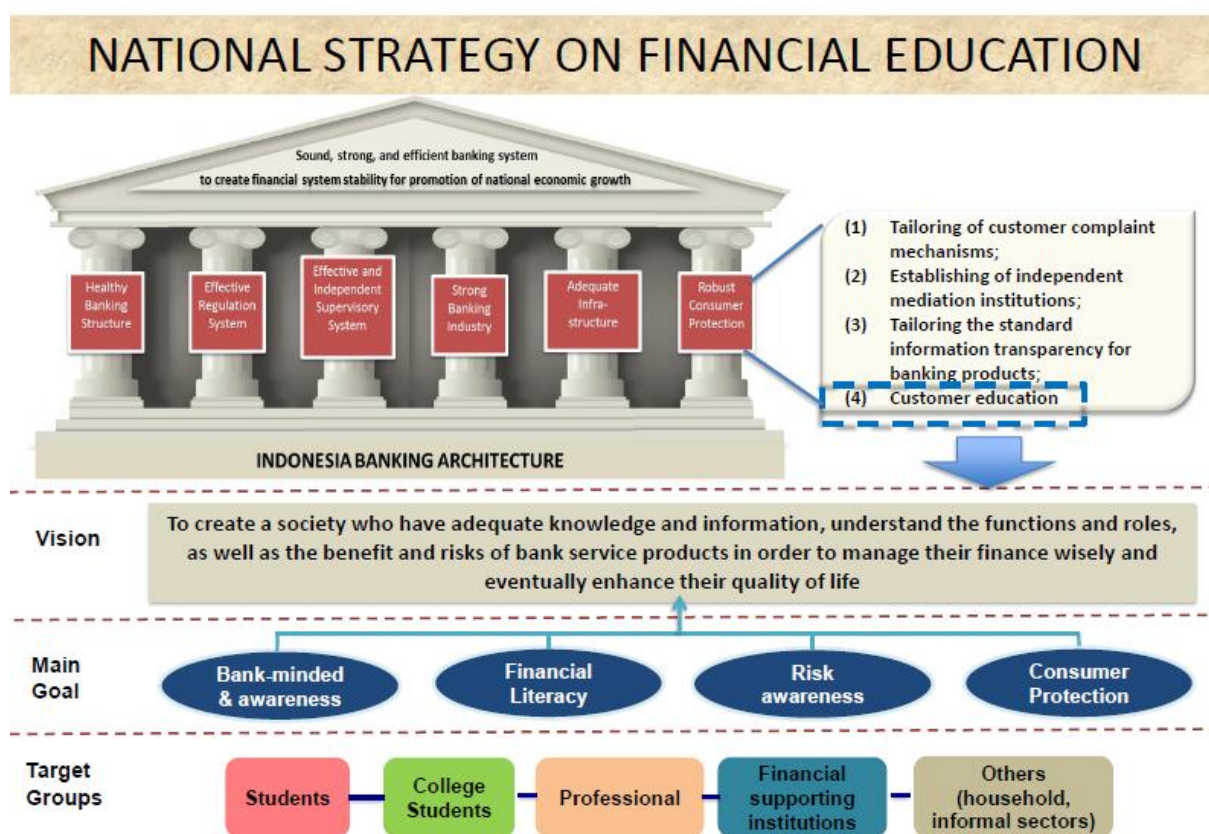 NATIONAL STRATEGY ON FINANCIAL EDUCATION
Sound, strong, and efficient banking system
to create financial system stability for promotion of national economic growth
Healthy
Banking
Structure
Effective
Regulation
System
Effective and
Independent
Supervisory
System
Strong
Banking
Industry
Adequate
Infra-
structure
Robust
Consumer
Protection
(1) Tailoring of customer complaint
mechanisms;
(2) Establishing of independent
mediation institutions;
(3) Tailoring the standard
information transparency for
banking products;
(4) Customer education
INDONESIA BANKING ARCHITECTURE
Vision
To create a society who have adequate knowledge and information, understand the functions and roles,
as well as the benefit and risks of bank service products in order to manage their finance wisely and
eventually enhance their quality of life
Main
Goal
Bank-minded
& awareness
Financial
Literacy
Risk
awareness
Consumer
Protection
Target
Groups
Students
College
Students
Professional
Financial
supporting
institutions
Others
(household,
informal sectors)